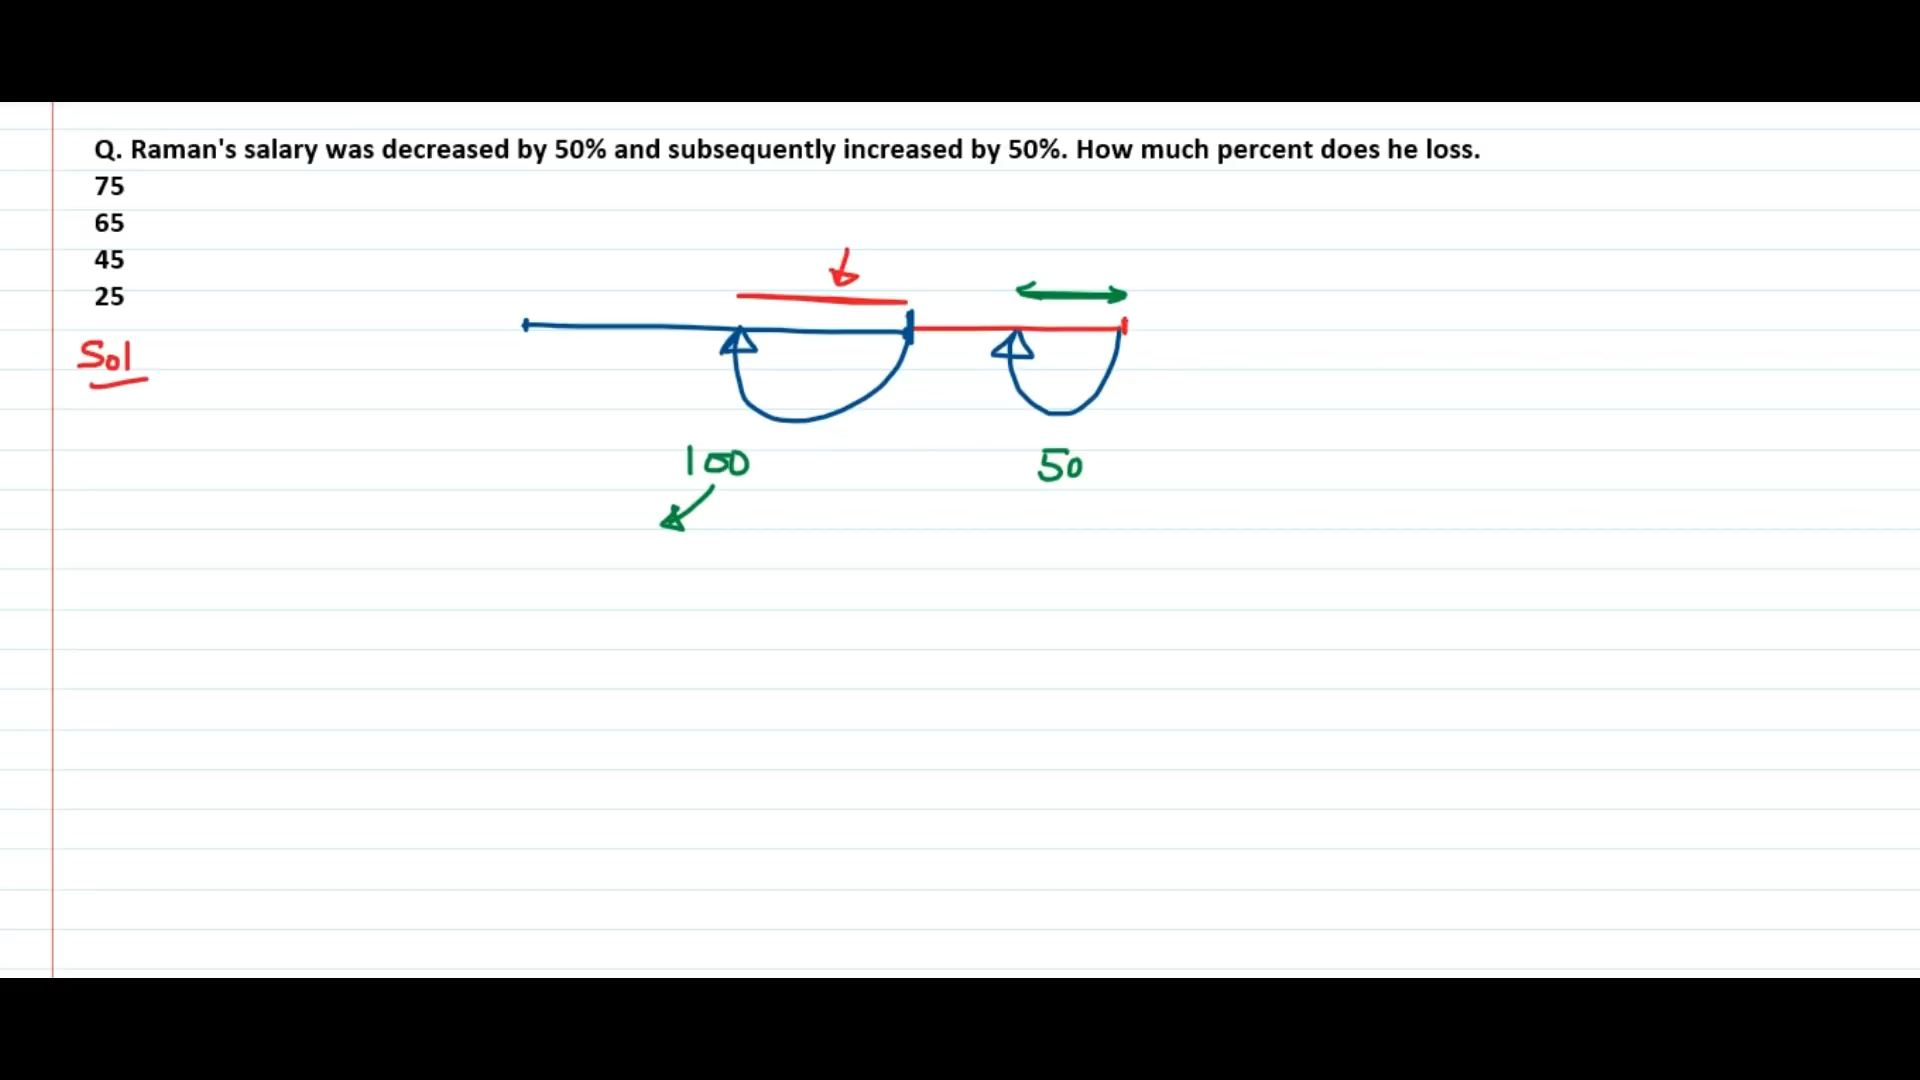 Q. Raman's salary was decreased by 50% and subsequently increased by 50%. How much percent does he loss.
75
65
45
25
Sol
100 50